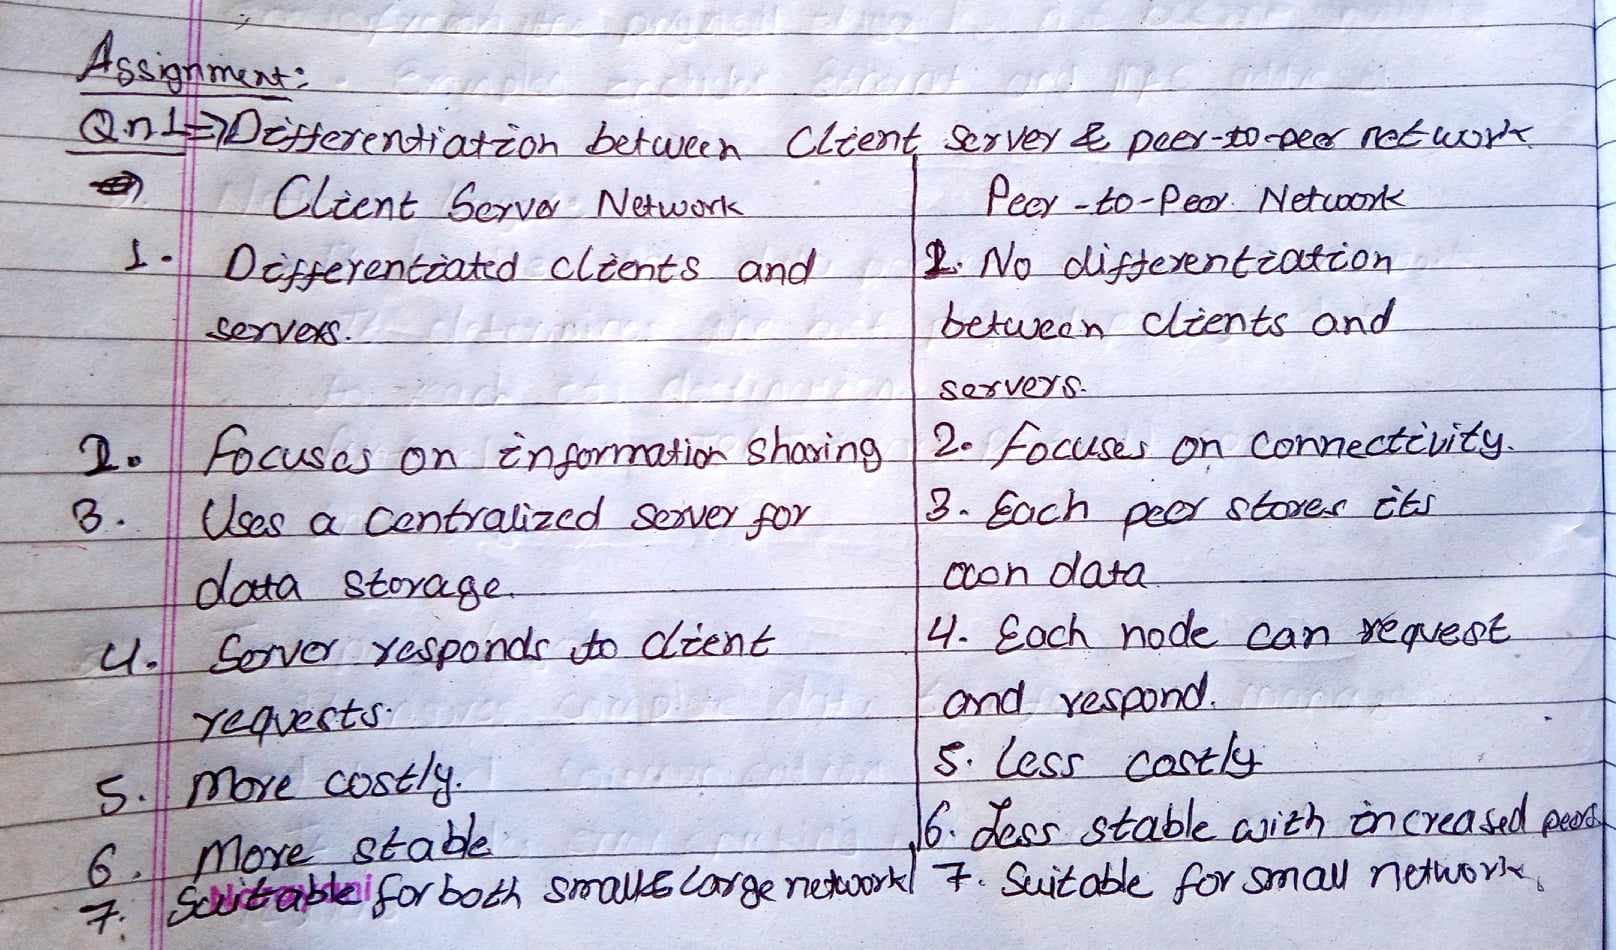 Assignment:
Qn1⇒Differentiation between Client server & peer-to-peer network
Client Server Network
Peer-to-Peer Network
1. Differentiated clients and
servers.
1. No differentiation
between clients and
servers.
2. Focuses on information sharing
2. Focuses on connectivity.
3. Uses a centralized server for
data storage.
3. Each peer stores its
own data
4. Server responds to client
requests.
4. Each node can request
and respond.
5. More costly.
5. Less costly
6. More stable
6. Less stable with increased peers
7. Suitable for both small & large network
7. Suitable for small network.